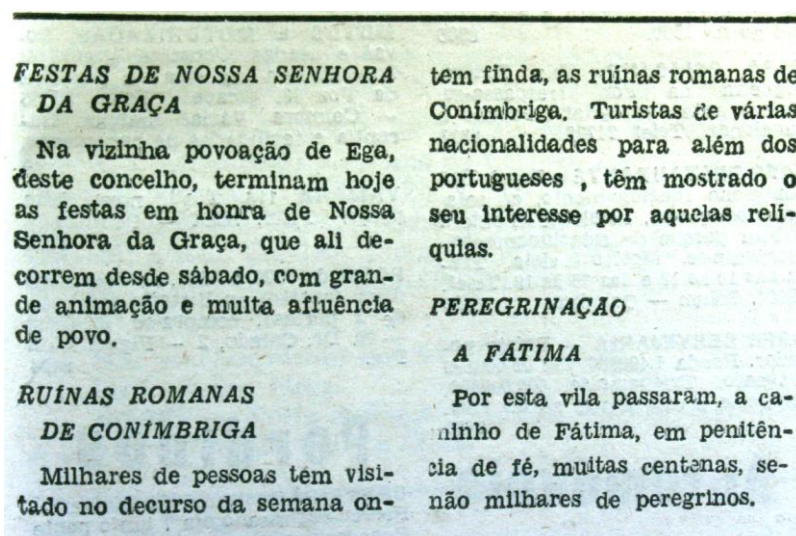 FESTAS DE NOSSA SENHORA
DA GRAÇA
Na vizinha povoação de Ega,
deste concelho, terminam hoje
as festas em honra de Nossa
Senhora da Graça, que ali de-
correm desde sábado, com gran-
de animação e muita afluência
de povo.
RUÍNAS ROMANAS
DE CONÍMBRIGA
Milhares de pessoas têm visi-
tado no decurso da semana on-
tem finda, as ruínas romanas de
Conímbriga. Turistas de várias
nacionalidades para além dos
portugueses , têm mostrado o
seu interesse por aquelas relí-
quias.
PEREGRINAÇÃO
A FÁTIMA
Por esta vila passaram, a ca-
minho de Fátima, em penitên-
cia de fé, muitas centenas, se-
não milhares de peregrinos.